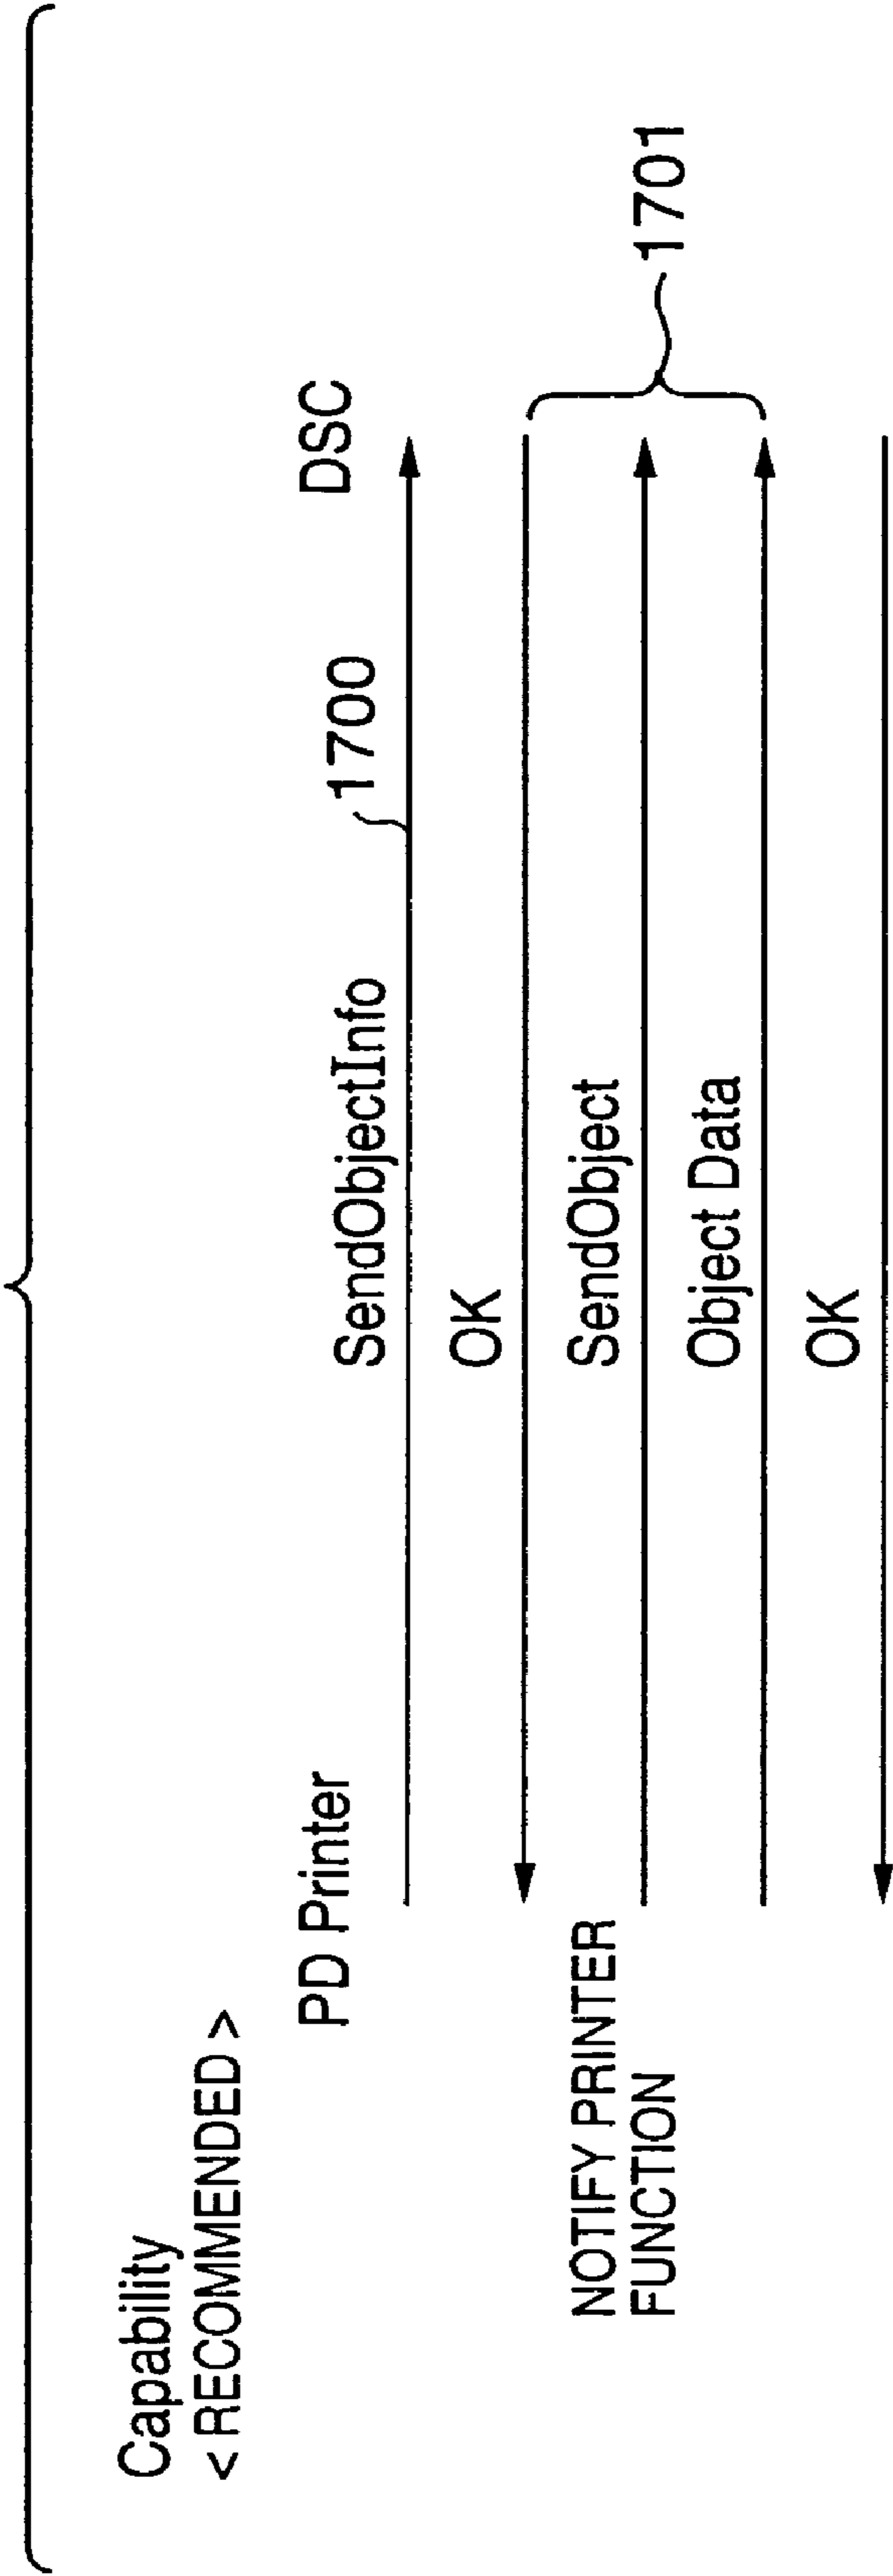 Capability
< RECOMMENDED >
PD Printer
DSC
SendObjectInfo
1700
OK
NOTIFY PRINTER
FUNCTION
SendObject
1701
Object Data
OK